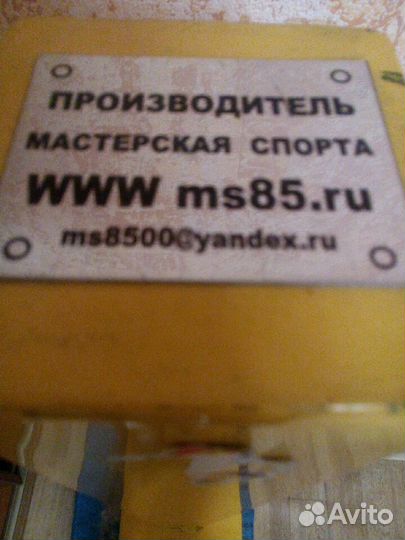 ПРОИЗВОДИТЕЛЬ
МАСТЕРСКАЯ СПОРТА
WWW ms85.ru
ms8500@yandex.ru
Avito